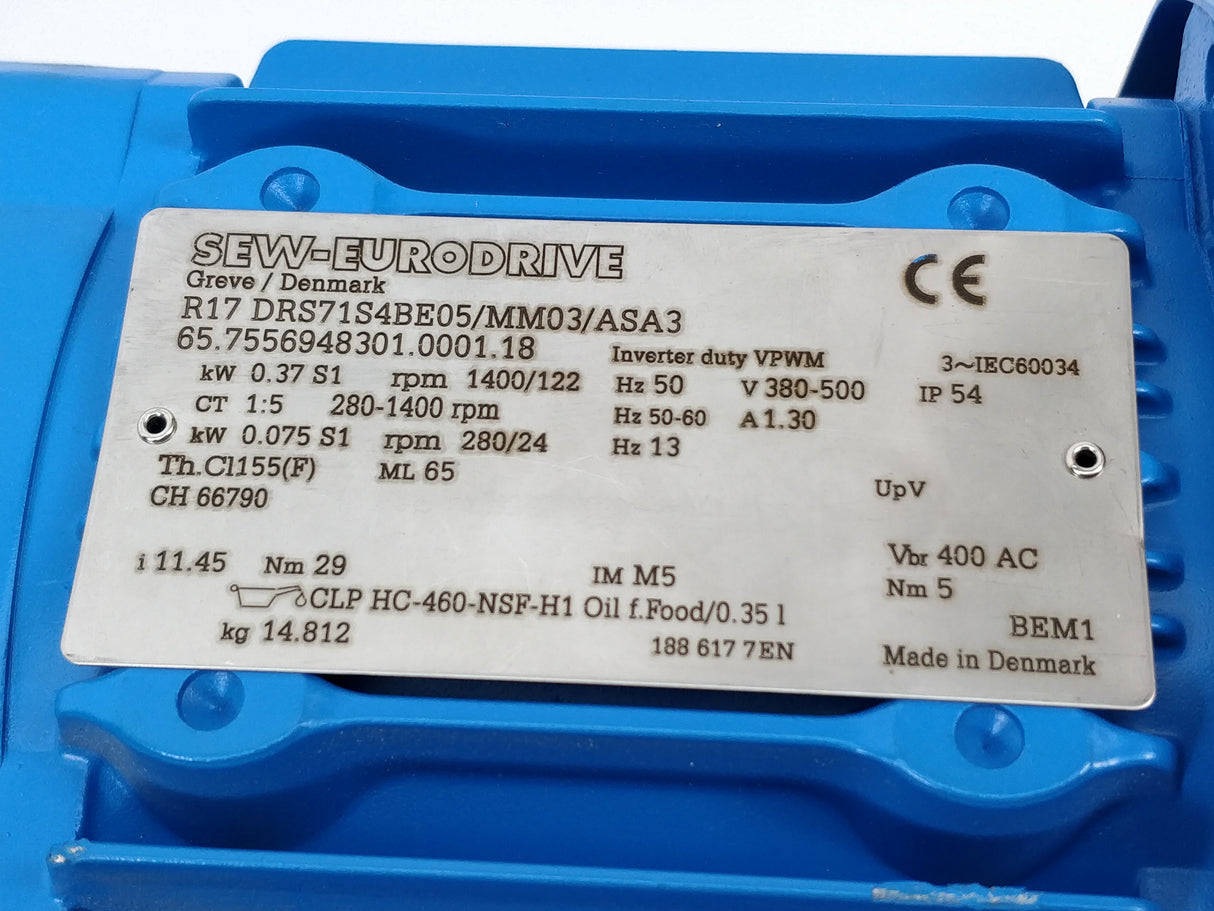 SEW-EURODRIVE CE
Greve / Denmark
R17 DRS71S4BE05/MM03/ASA3
65.7556948301.0001.18 Inverter duty VPWM 3~IEC60034
kW 0.37 S1 rpm 1400/122 Hz 50 V 380-500 IP 54
CT 1:5 280-1400 rpm Hz 50-60 A 1.30
kW 0.075 S1 rpm 280/24 Hz 13
Th.Cl155(F) ML 65
CH 66790 UpV
i 11.45 Nm 29 IM M5 Vbr 400 AC
CLP HC-460-NSF-H1 Oil f.Food/0.35 l Nm 5
kg 14.812 BEM1
188 617 7EN Made in Denmark